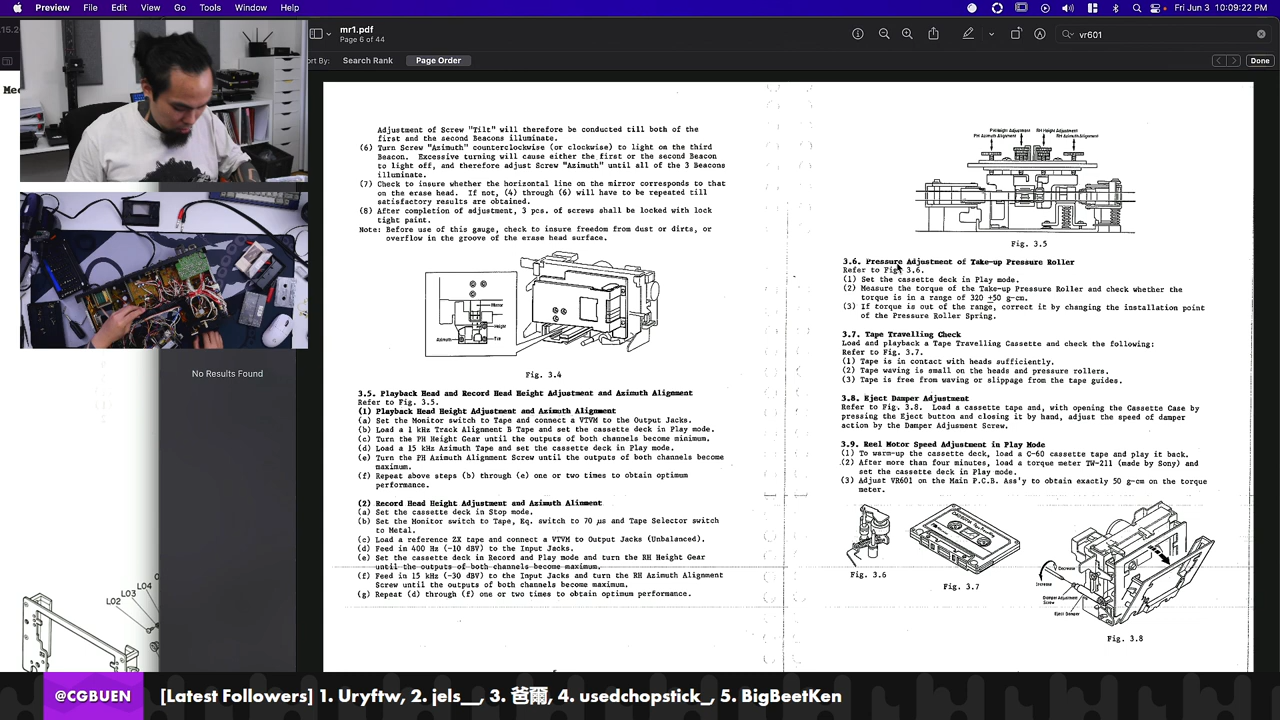 Preview File Edit View Go Tools Window Help
Fri Jun 3 10:09:22 PM
15.2
mr1.pdf
Page 6 of 44
vr601
ort By: Search Rank Page Order
Done
Mec
No Results Found
L04
L03
L02
Adjustment of Screw "Tilt" will therefore be conducted till both of the
first and the second Beacons illuminate.
(6) Turn Screw "Azimuth" counterclockwise (or clockwise) to light on the third
Beacon. Excessive turning will cause either the first or the second Beacon
to light off, and therefore adjust Screw "Azimuth" until all of the 3 Beacons
illuminate.
(7) Check to insure whether the horizontal line on the mirror corresponds to that
on the erase head. If not, (4) through (6) will have to be repeated till
satisfactory results are obtained.
(8) After completion of adjustment, 3 pcs. of screws shall be locked with lock
tight paint.
Note: Before use of this gauge, check to insure freedom from dust or dirts, or
overflow in the groove of the erase head surface.
Mirror
Height
Azimuth
Tilt
Fig. 3.4
3.5. Playback Head and Record Head Height Adjustment and Azimuth Alignment
Refer to Fig. 3.5.
(1) Playback Head Height Adjustment and Azimuth Alignment
(a) Set the Monitor switch to Tape and connect a VTVM to the Output Jacks.
(b) Load a 1 kHz Track Alignment B Tape and set the cassette deck in Play mode.
(c) Turn the PH Height Gear until the outputs of both channels become minimum.
(d) Load a 15 kHz Azimuth Tape and set the cassette deck in Play mode.
(e) Turn the PH Azimuth Alignment Screw until the outputs of both channels become
maximum.
(f) Repeat above steps (b) through (e) one or two times to obtain optimum
performance.
(2) Record Head Height Adjustment and Azimuth Alinment
(a) Set the cassette deck in Stop mode.
(b) Set the Monitor switch to Tape, Eq. switch to 70 µs and Tape Selector switch
to Metal.
(c) Load a reference ZX tape and connect a VTVM to Output Jacks (Unbalanced).
(d) Feed in 400 Hz (-10 dBV) to the Input Jacks.
(e) Set the cassette deck in Record and Play mode and turn the RH Height Gear
until the outputs of both channels become maximum.
(f) Feed in 15 kHz (-30 dBV) to the Input Jacks and turn the RH Azimuth Alignment
Screw until the outputs of both channels become maximum.
(g) Repeat (d) through (f) one or two times to obtain optimum performance.
PH Height Adjustment RH Height Adjustment
PH Azimuth Alignment RH Azimuth Alignment
Fig. 3.5
3.6. Pressure Adjustment of Take-up Pressure Roller
Refer to Fig. 3.6.
(1) Set the cassette deck in Play mode.
(2) Measure the torque of the Take-up Pressure Roller and check whether the
torque is in a range of 320 ±50 g-cm.
(3) If torque is out of the range, correct it by changing the installation point
of the Pressure Roller Spring.
3.7. Tape Travelling Check
Load and playback a Tape Travelling Cassette and check the following:
Refer to Fig. 3.7.
(1) Tape is in contact with heads sufficiently.
(2) Tape waving is small on the heads and pressure rollers.
(3) Tape is free from waving or slippage from the tape guides.
3.8. Eject Damper Adjustment
Refer to Fig. 3.8. Load a cassette tape and, with opening the Cassette Case by
pressing the Eject button and closing it by hand, adjust the speed of damper
action by the Damper Adjusment Screw.
3.9. Reel Motor Speed Adjustment in Play Mode
(1) To warm-up the cassette deck, load a C-60 cassette tape and play it back.
(2) After more than four minutes, load a torque meter TW-211 (made by Sony) and
set the cassette deck in Play mode.
(3) Adjust VR601 on the Main P.C.B. Ass'y to obtain exactly 50 g-cm on the torque
meter.
Fig. 3.6
Fig. 3.7
Decrease
Increase
Damper Adjustment
Screw
Eject Damper
Fig. 3.8
@CGBUEN
[Latest Followers] 1. Uryftw, 2. jels__, 3. 爸爾, 4. usedchopstick_, 5. BigBeetKen